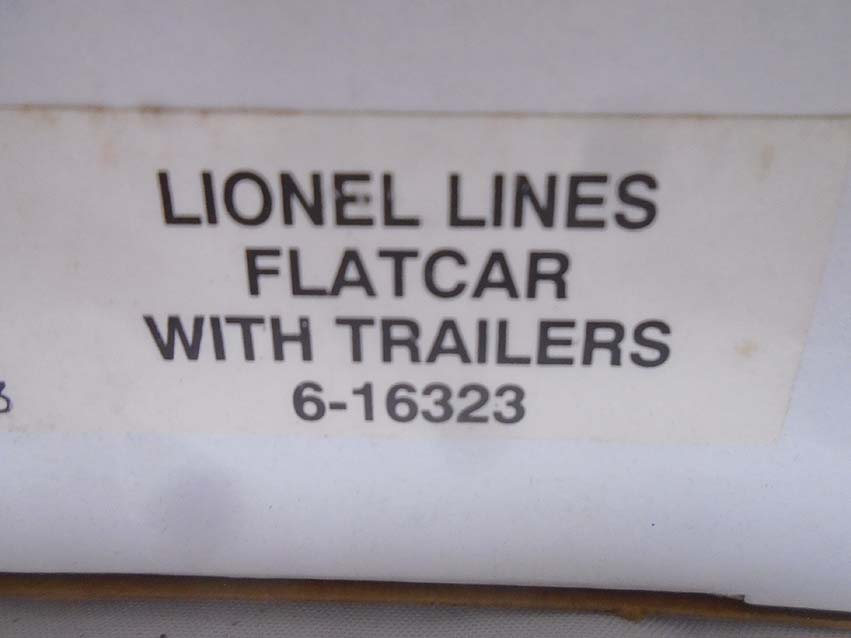 LIONEL LINES
FLATCAR
WITH TRAILERS
6-16323